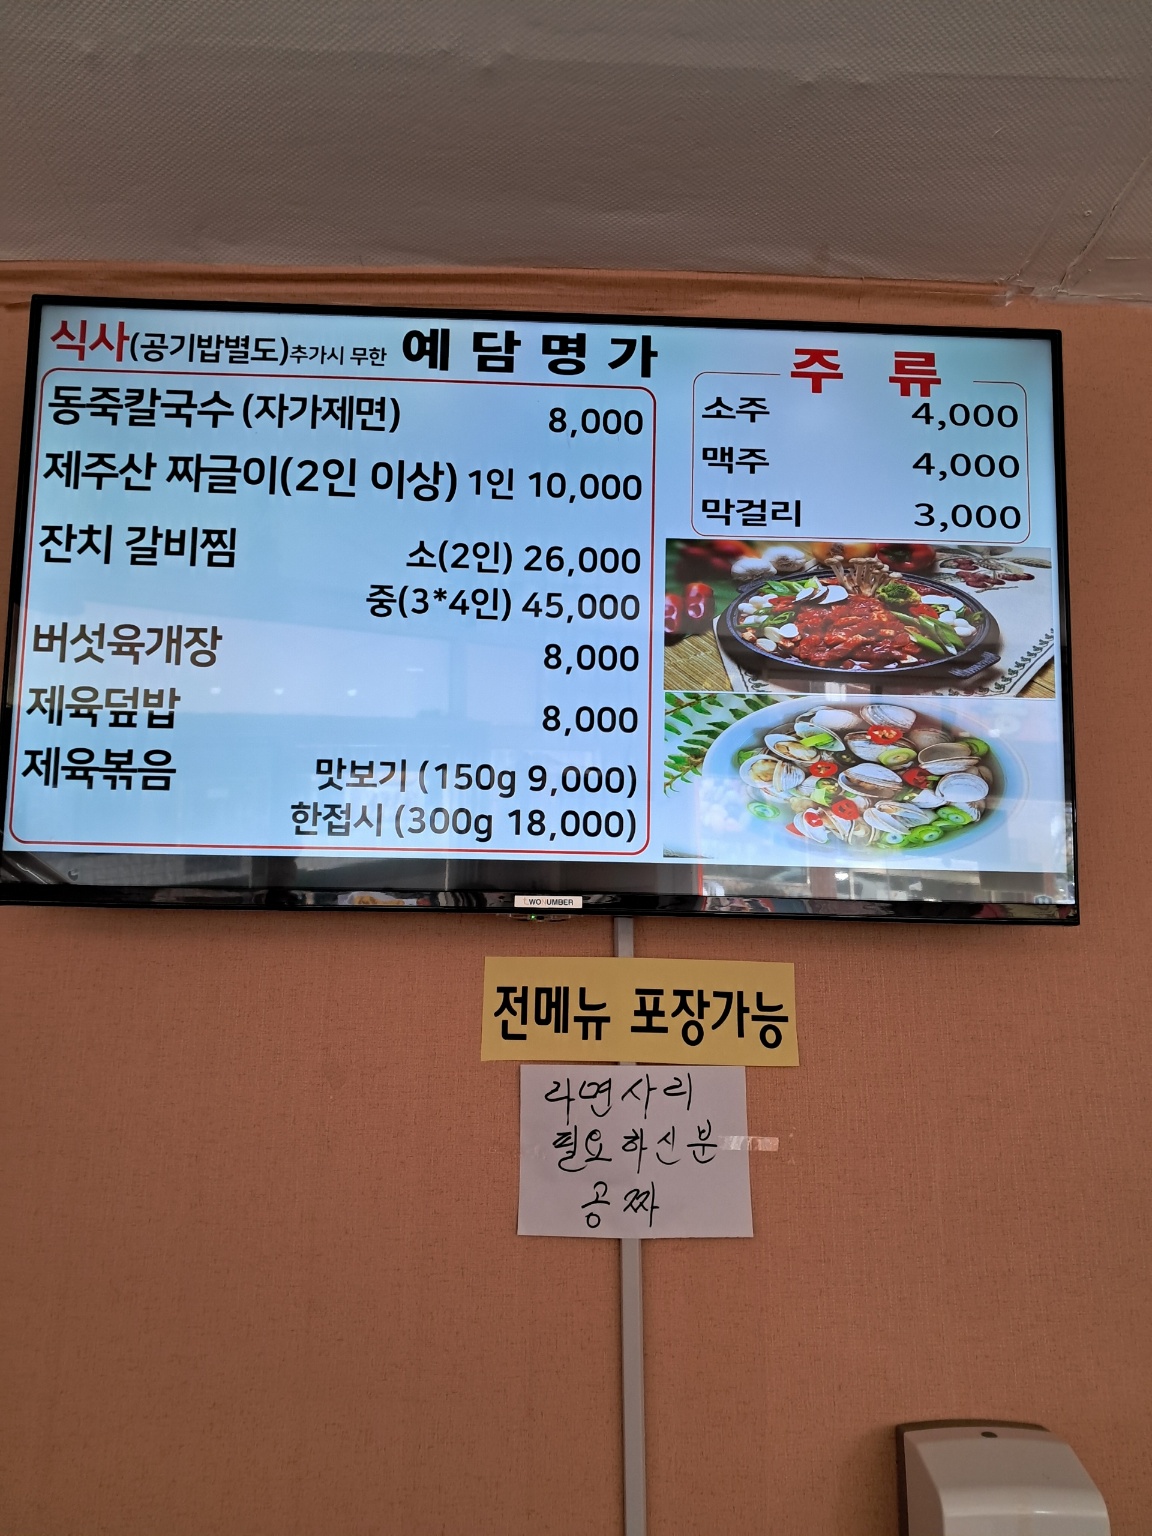 식사(공기밥별도)추가시 무한 예 담 명 가
동죽칼국수 (자가제면) 8,000
제주산 짜글이(2인 이상) 1인 10,000
잔치 갈비찜 소(2인) 26,000
중(3*4인) 45,000
버섯육개장 8,000
제육덮밥 8,000
제육볶음 맛보기 (150g 9,000)
한접시 (300g 18,000)
주 류
소주 4,000
맥주 4,000
막걸리 3,000
전메뉴 포장가능
라면사리
필요하신분
공짜